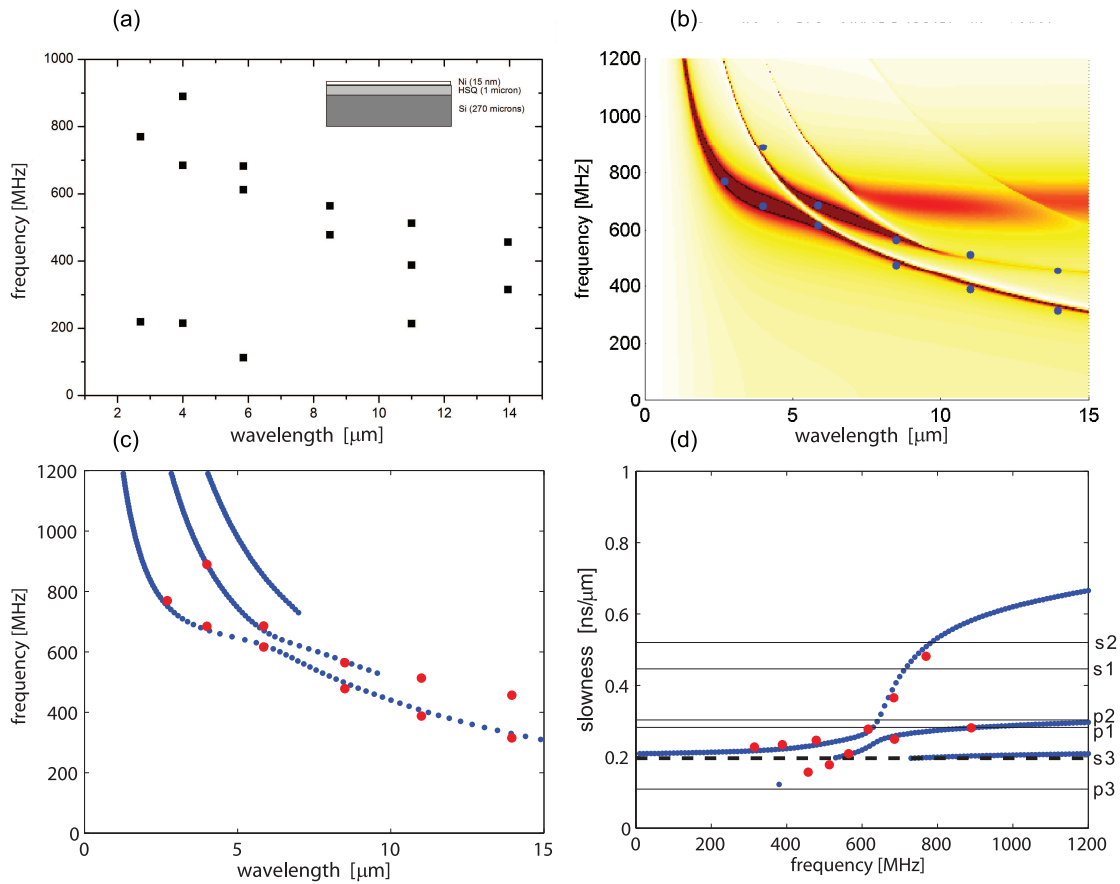 (a)
1000
800
600
400
200
0
frequency [MHz]
2
4
6
8
10
12
14
wavelength [μm]
Ni (15 nm)
HSQ (1 micron)
Si (270 microns)
(b)
1200
1000
800
600
400
200
0
frequency [MHz]
0
5
10
15
wavelength [μm]
(c)
1200
1000
800
600
400
200
0
frequency [MHz]
0
5
10
15
wavelength [μm]
(d)
1
0.8
0.6
0.4
0.2
0
slowness [ns/μm]
s2
s1
p2
p1
s3
p3
0
200
400
600
800
1000
1200
frequency [MHz]